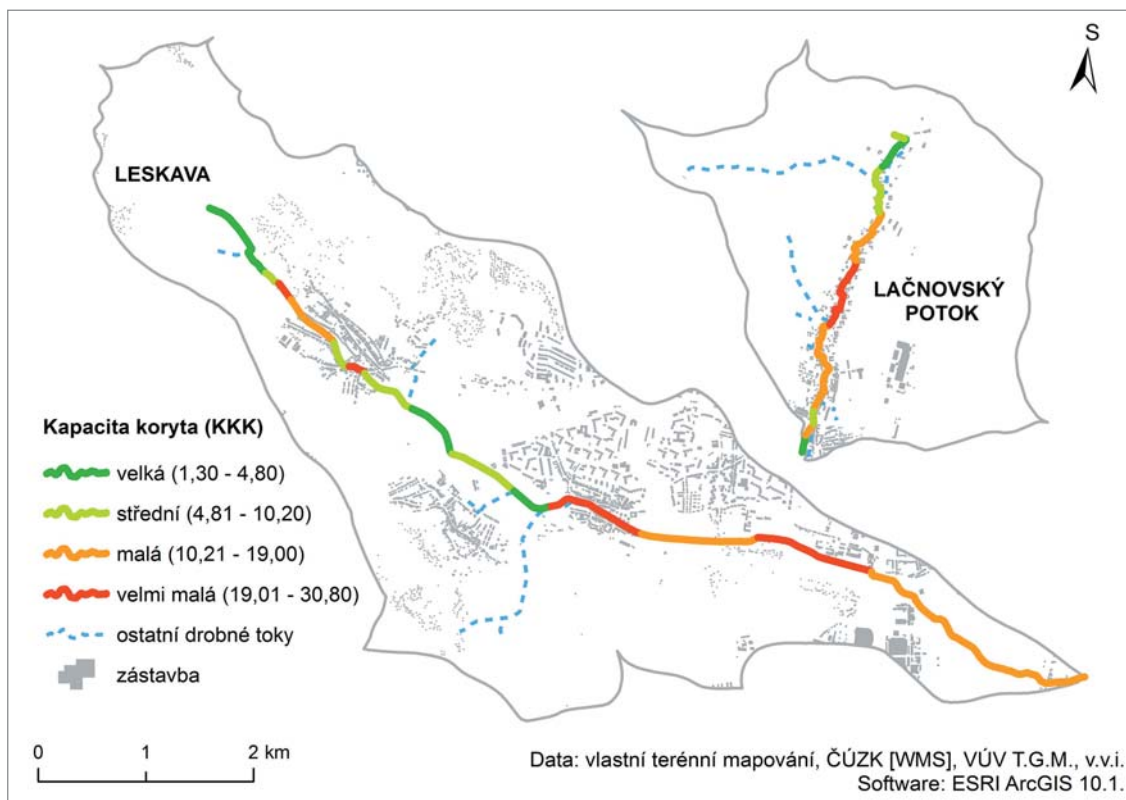 S
LESKAVA
LAČNOVSKÝ
POTOK
Kapacita koryta (KKK)
velká (1,30 - 4,80)
střední (4,81 - 10,20)
malá (10,21 - 19,00)
velmi malá (19,01 - 30,80)
ostatní drobné toky
zástavba
0 1 2 km
Data: vlastní terénní mapování, ČÚZK [WMS], VÚV T.G.M., v.v.i.
Software: ESRI ArcGIS 10.1.